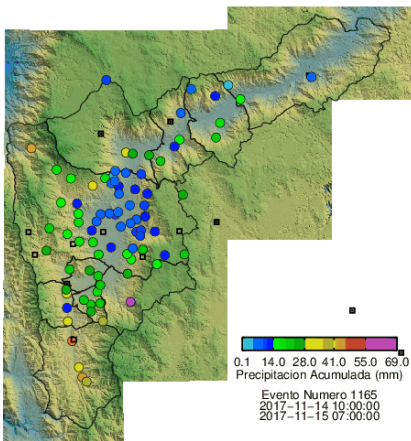 0.1 14.0 28.0 41.0 55.0 69.0
Precipitacion Acumulada (mm)
Evento Numero 1165
2017-11-14 10:00:00
2017-11-15 07:00:00